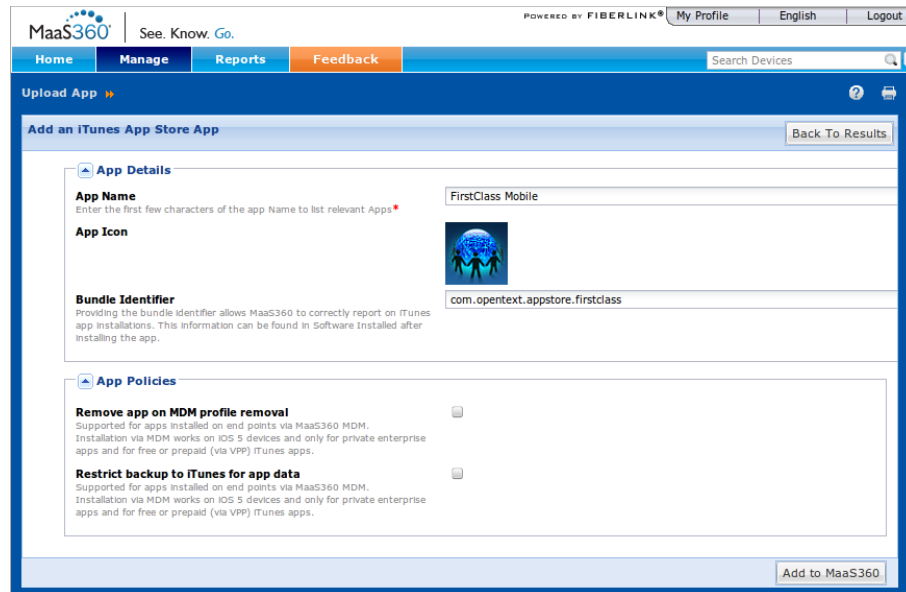 POWERED BY FIBERLINK® My Profile English Logout
MaaS360 See. Know. Go.
Home Manage Reports Feedback Search Devices
Upload App
Add an iTunes App Store App
Back To Results
App Details
App Name FirstClass Mobile
Enter the first few characters of the app Name to list relevant Apps*
App Icon
Bundle Identifier com.opentext.appstore.firstclass
Providing the bundle identifier allows MaaS360 to correctly report on iTunes
app installations. This information can be found in Software Installed after
installing the app.
App Policies
Remove app on MDM profile removal
Supported for apps installed on end points via MaaS360 MDM.
Installation via MDM works on iOS 5 devices and only for private enterprise
apps and for free or prepaid (via VPP) iTunes apps.
Restrict backup to iTunes for app data
Supported for apps installed on end points via MaaS360 MDM.
Installation via MDM works on iOS 5 devices and only for private enterprise
apps and for free or prepaid (via VPP) iTunes apps.
Add to MaaS360